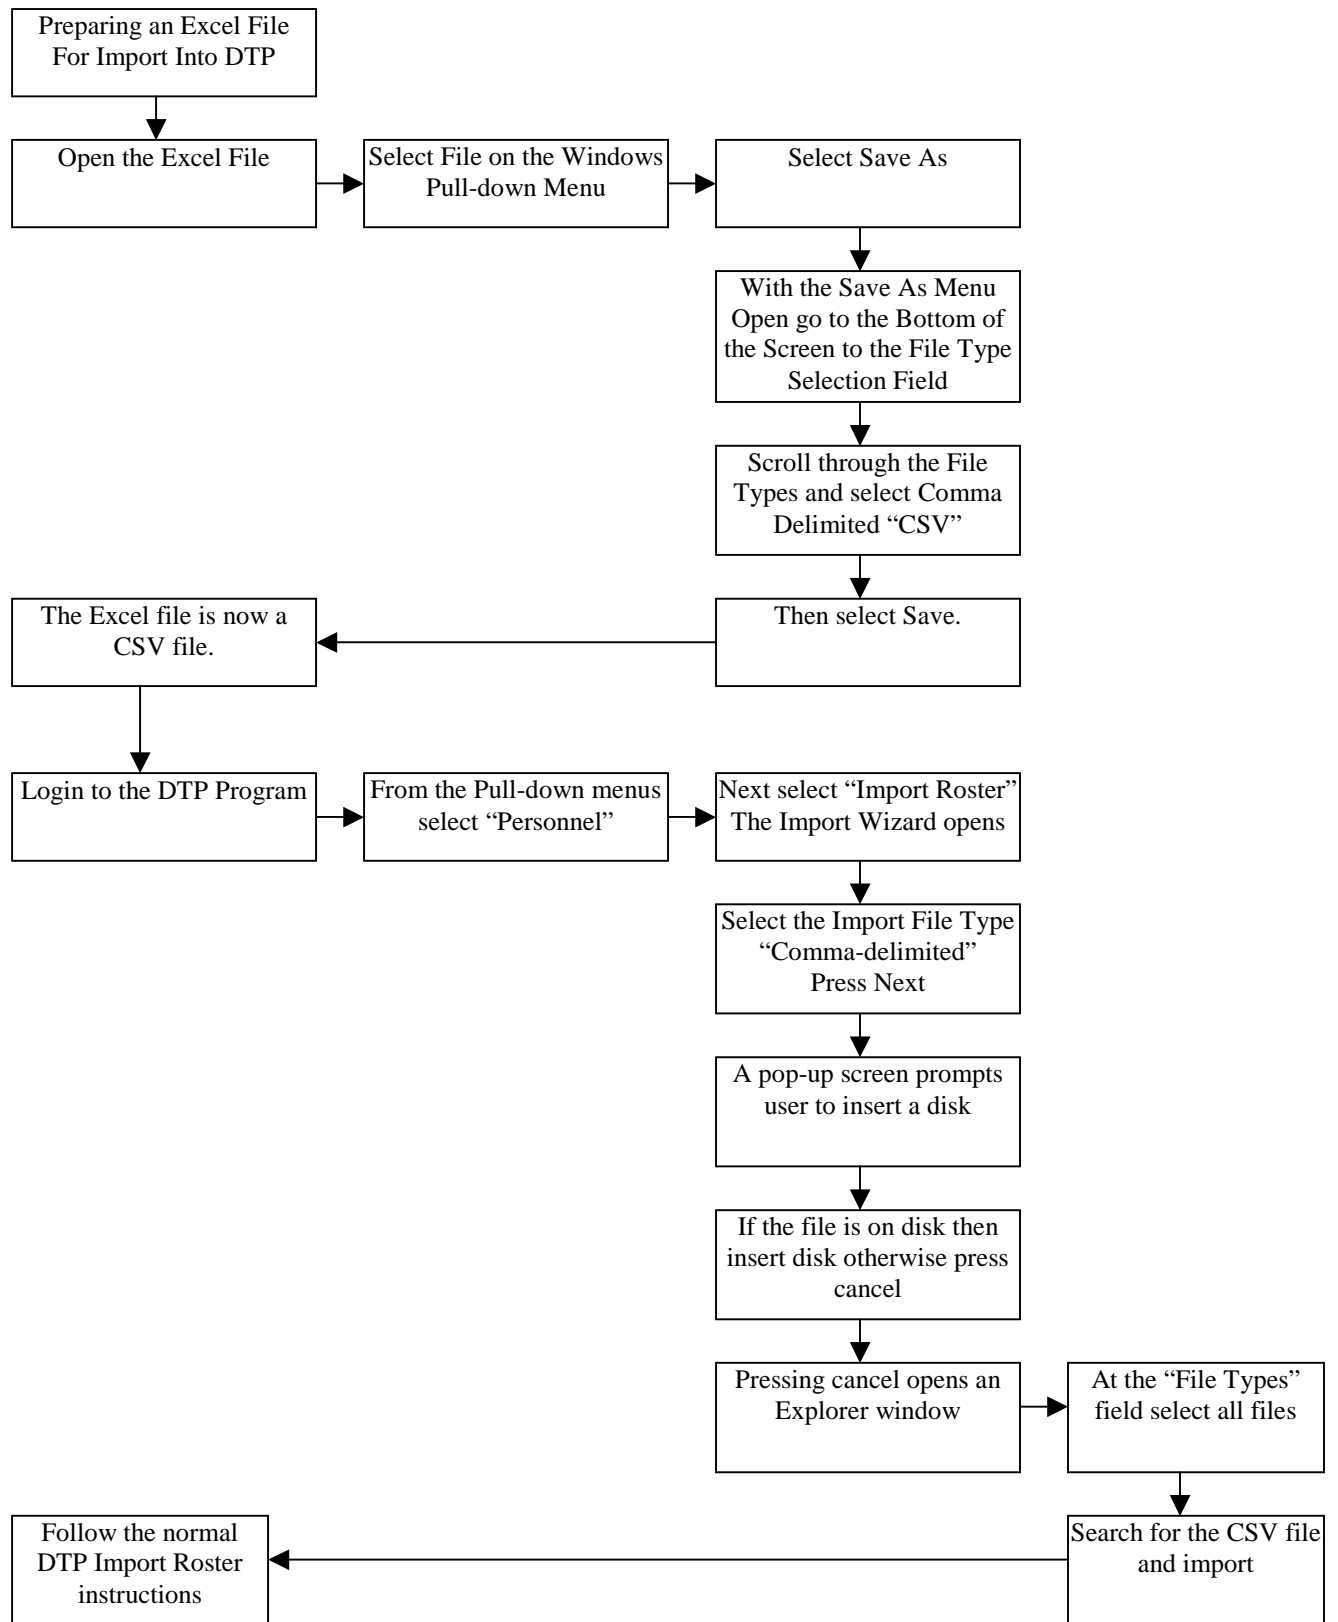 Preparing an Excel File
For Import Into DTP
Open the Excel File
Select File on the Windows
Pull-down Menu
Select Save As
With the Save As Menu
Open go to the Bottom of
the Screen to the File Type
Selection Field
Scroll through the File
Types and select Comma
Delimited “CSV”
Then select Save.
The Excel file is now a
CSV file.
Login to the DTP Program
From the Pull-down menus
select “Personnel”
Next select “Import Roster”
The Import Wizard opens
Select the Import File Type
“Comma-delimited”
Press Next
A pop-up screen prompts
user to insert a disk
If the file is on disk then
insert disk otherwise press
cancel
Pressing cancel opens an
Explorer window
At the “File Types”
field select all files
Search for the CSV file
and import
Follow the normal
DTP Import Roster
instructions